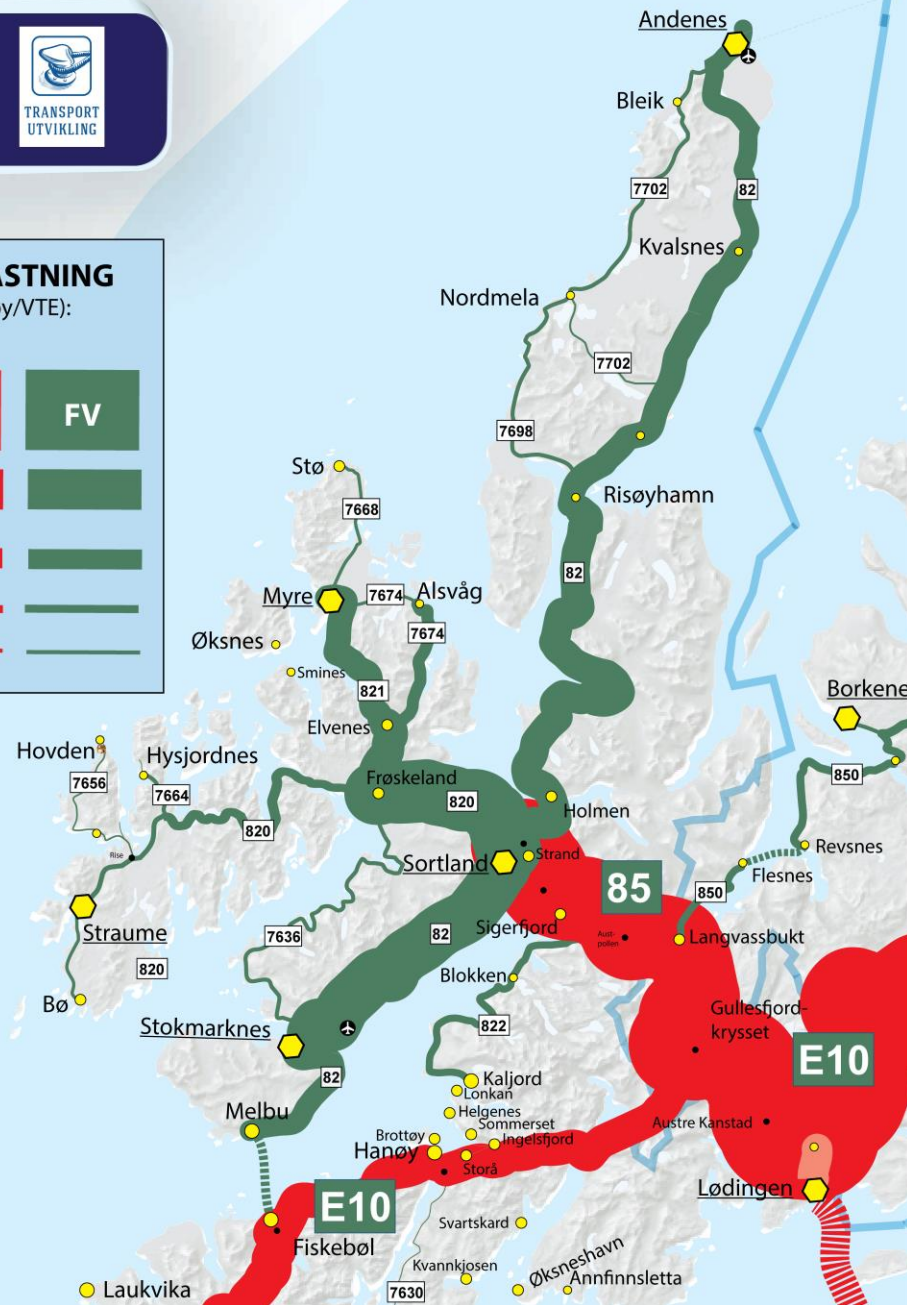 TRANSPORT
UTVIKLING
ASTNING
y/VTE):
FV
Andenes
Bleik
7702
82
Kvalsnes
Nordmela
7702
7698
Stø
Risøyhamn
7668
82
Myre
7674
Alsvåg
7674
Øksnes
Smines
821
Borkene
Elvenes
Hovden
Hysjordnes
7656
7664
Frøskeland
820
850
Holmen
820
Rise
Sortland
Strand
Revsnes
Flesnes
85
850
Straume
7636
82
Sigerfjord
Aust-
pollen
Langvassbukt
820
Blokken
Bø
Stokmarknes
822
Gullesfjord-
krysset
E10
82
Kaljord
Lonkan
Melbu
Helgenes
Sommerset
Austre Kanstad
Brottøy
Ingelsfjord
Hanøy
Storå
Lødingen
E10
Svartskard
Fiskebøl
Kvannkjosen
Øksneshavn
Annfinnsletta
Laukvika
7630